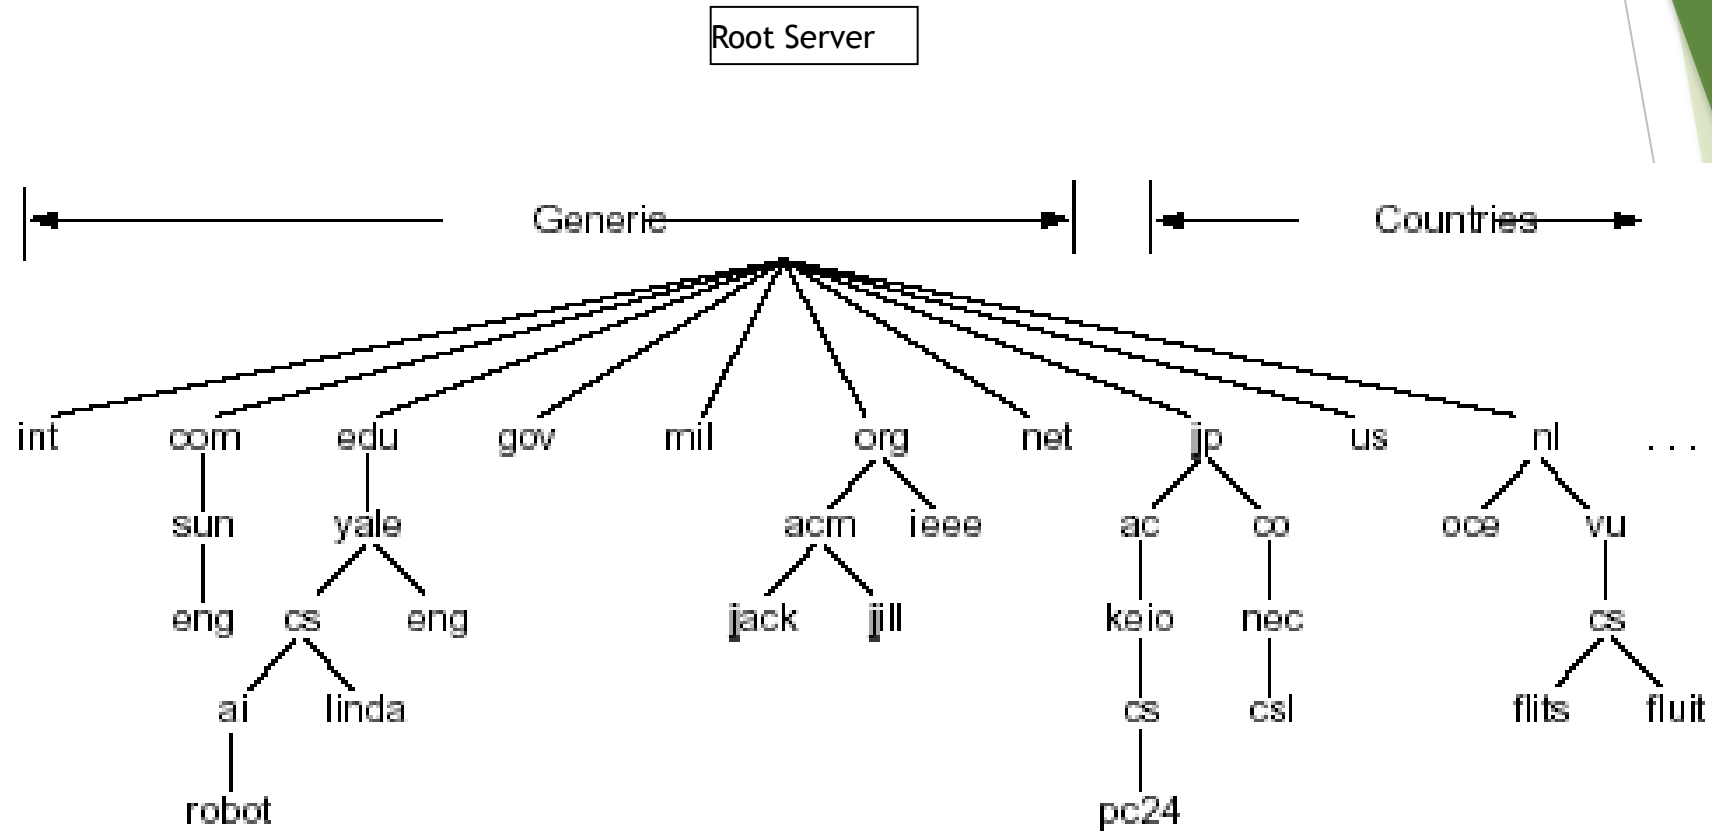 Root Server
Generic Countries
int com edu gov mil org net jp us nl . . .
sun yale acm ieee ac co oce vu
eng cs eng jack jill keio nec cs
ai linda cs csl flits fluit
robot pc24